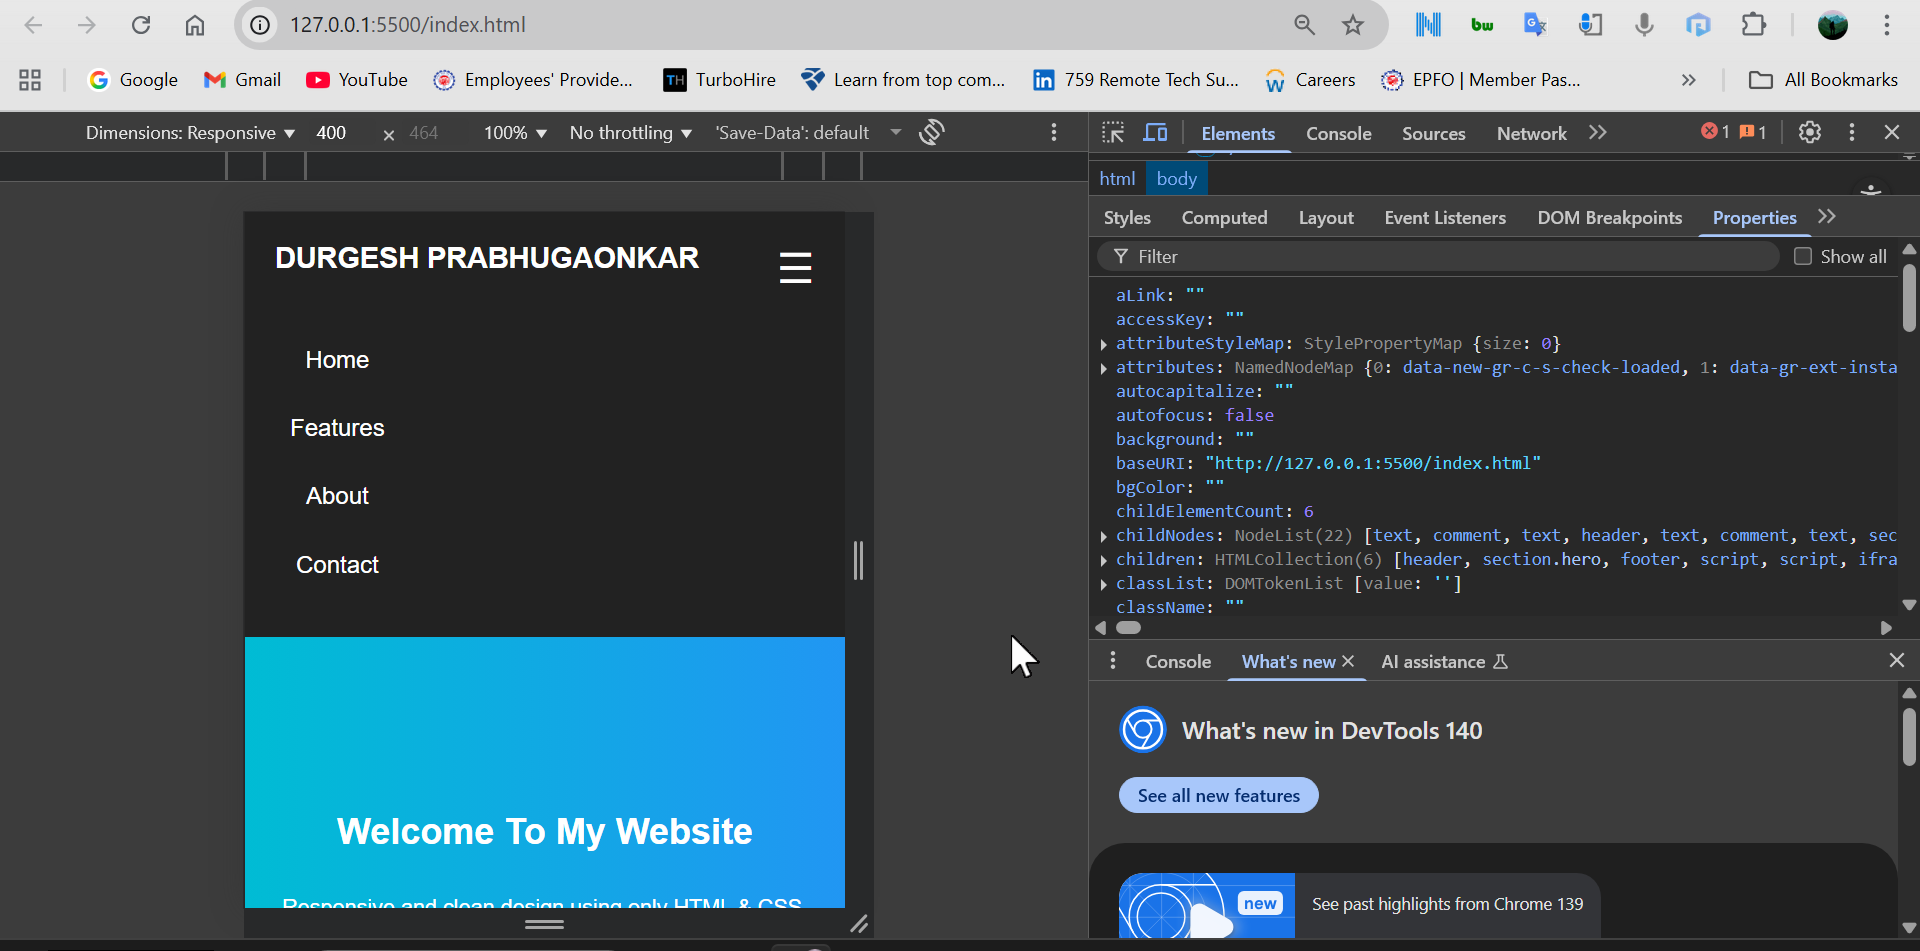 127.0.0.1:5500/index.html
Google
Gmail
YouTube
Employees' Provide...
TurboHire
Learn from top com...
759 Remote Tech Su...
Careers
EPFO | Member Pas...
All Bookmarks
Dimensions: Responsive 400 × 464 100% No throttling 'Save-Data': default
Elements Console Sources Network 1 1
html body
Styles Computed Layout Event Listeners DOM Breakpoints Properties
Filter Show all
aLink: ""
accessKey: ""
attributeStyleMap: StylePropertyMap {size: 0}
attributes: NamedNodeMap {0: data-new-gr-c-s-check-loaded, 1: data-gr-ext-insta
autocapitalize: ""
autofocus: false
background: ""
baseURI: "http://127.0.0.1:5500/index.html"
bgColor: ""
childElementCount: 6
childNodes: NodeList(22) [text, comment, text, header, text, comment, text, sec
children: HTMLCollection(6) [header, section.hero, footer, script, script, ifra
classList: DOMTokenList [value: '']
className: ""
Console What's new AI assistance
What's new in DevTools 140
See all new features
new
See past highlights from Chrome 139
DURGESH PRABHUGAONKAR
Home
Features
About
Contact
Welcome To My Website
Responsive and clean design using only HTML & CSS